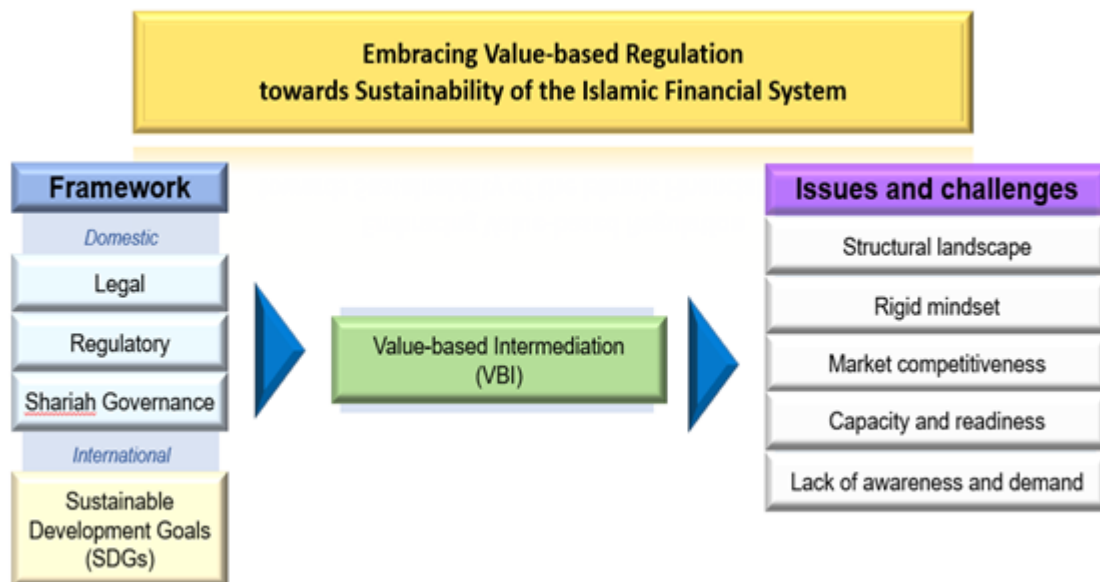 Embracing Value-based Regulation
towards Sustainability of the Islamic Financial System
Framework
Domestic
Legal
Regulatory
Shariah Governance
International
Sustainable
Development Goals
(SDGs)
Value-based Intermediation
(VBI)
Issues and challenges
Structural landscape
Rigid mindset
Market competitiveness
Capacity and readiness
Lack of awareness and demand